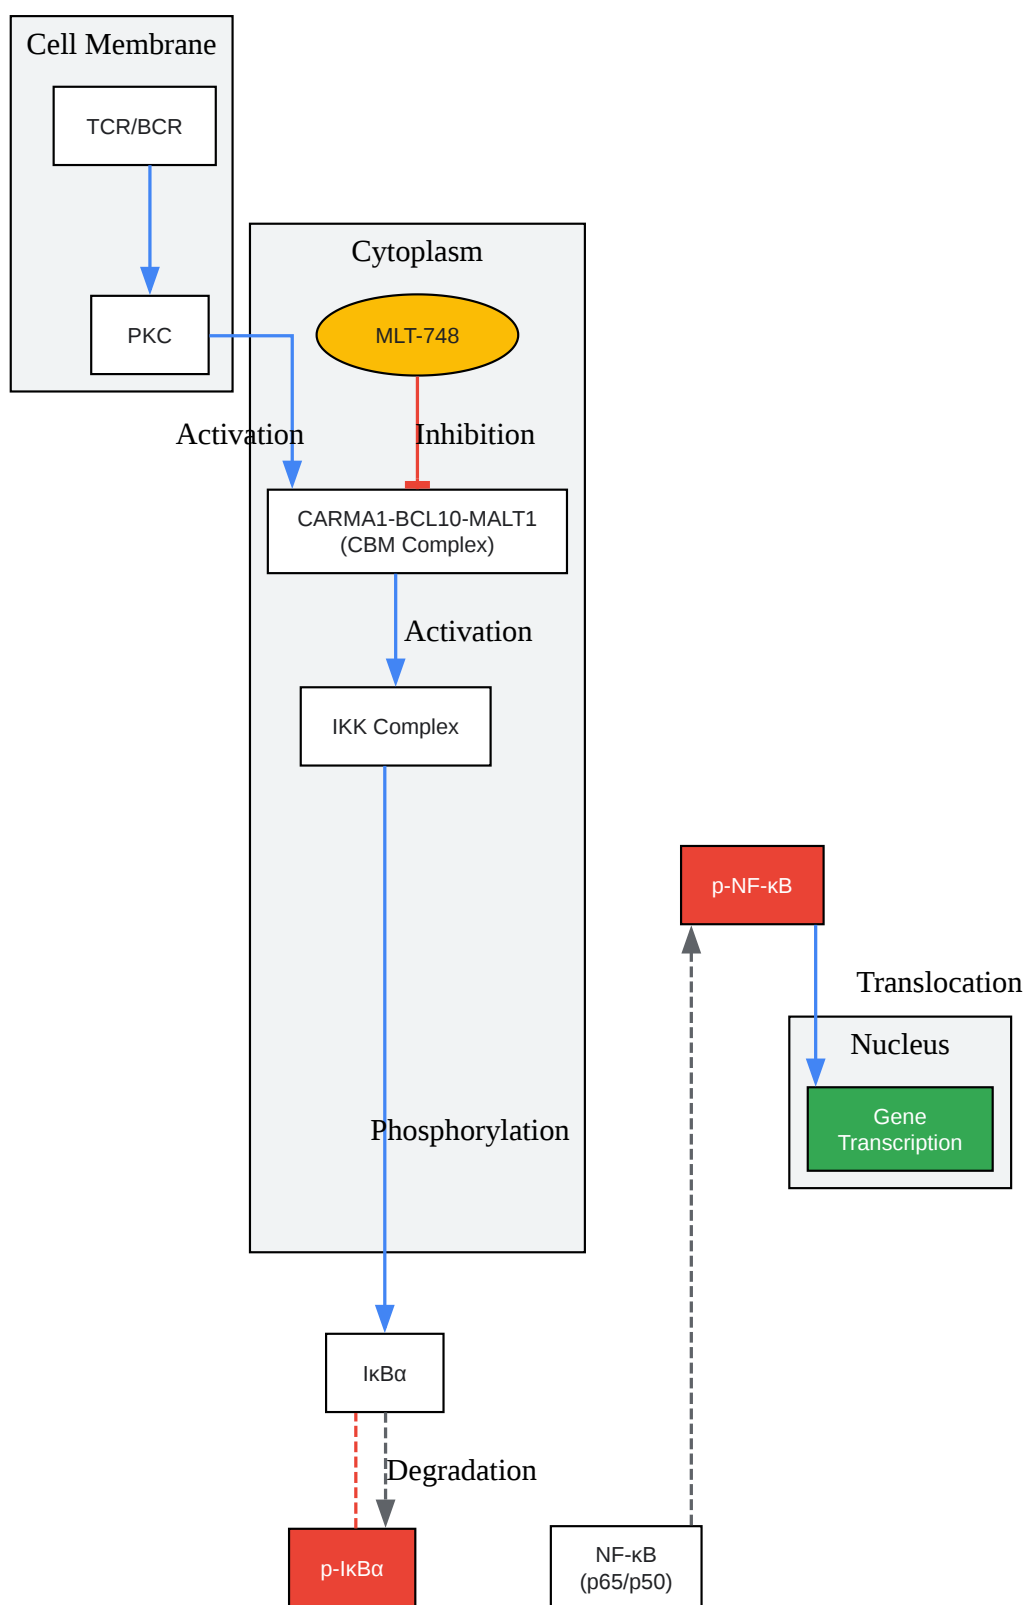 Cell Membrane
TCR/BCR
PKC
Cytoplasm
MLT-748
Activation
Inhibition
CARMA1-BCL10-MALT1
(CBM Complex)
Activation
IKK Complex
p-NF-κB
Translocation
Nucleus
Gene
Transcription
Phosphorylation
IκBα
Degradation
p-IκBα
NF-κB
(p65/p50)